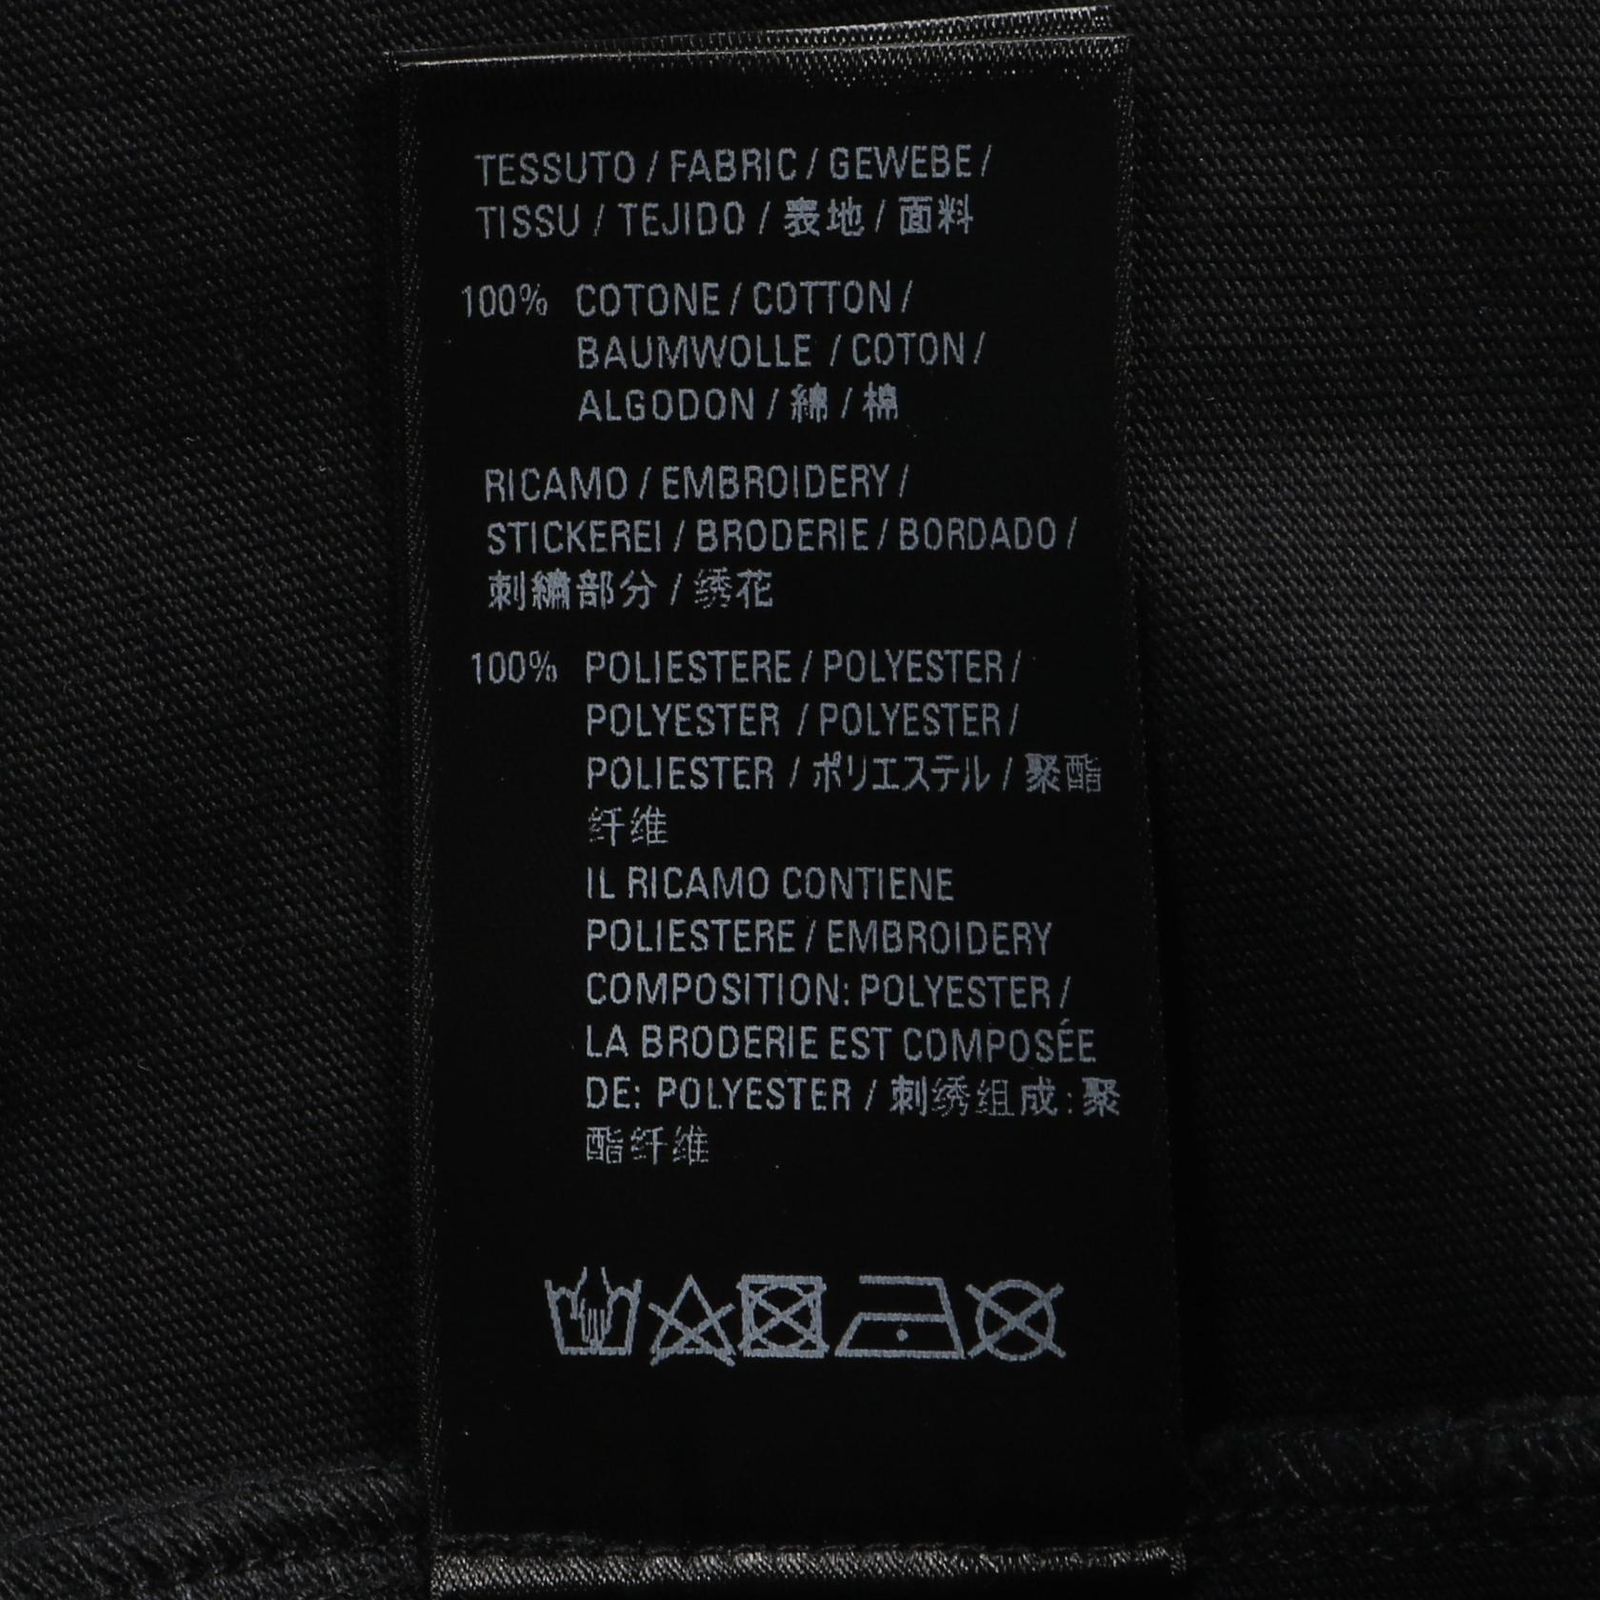 TESSUTO / FABRIC / GEWEBE /
TISSU / TEJIDO / 表地 / 面料
100% COTONE / COTTON /
BAUMWOLLE / COTON /
ALGODON / 綿 / 棉
RICAMO / EMBROIDERY /
STICKEREI / BRODERIE / BORDADO /
刺繍部分 / 绣花
100% POLIESTERE / POLYESTER /
POLYESTER / POLYESTER /
POLIESTER / ポリエステル / 聚酯
纤维
IL RICAMO CONTIENE
POLIESTERE / EMBROIDERY
COMPOSITION: POLYESTER /
LA BRODERIE EST COMPOSÉE
DE: POLYESTER / 刺绣组成: 聚
酯纤维